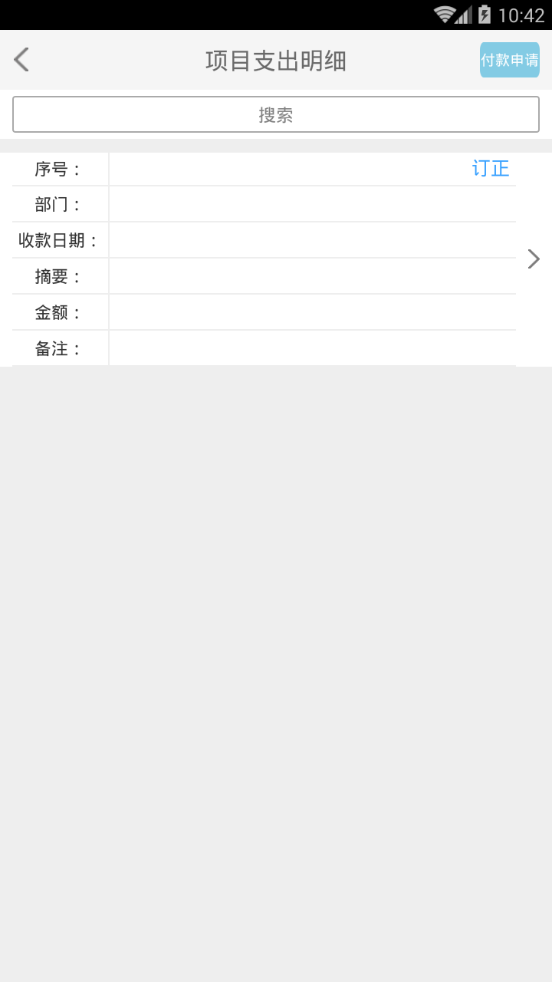 10:42
项目支出明细
付款申请
搜索
序号： 订正
部门：
收款日期：
摘要：
金额：
备注：